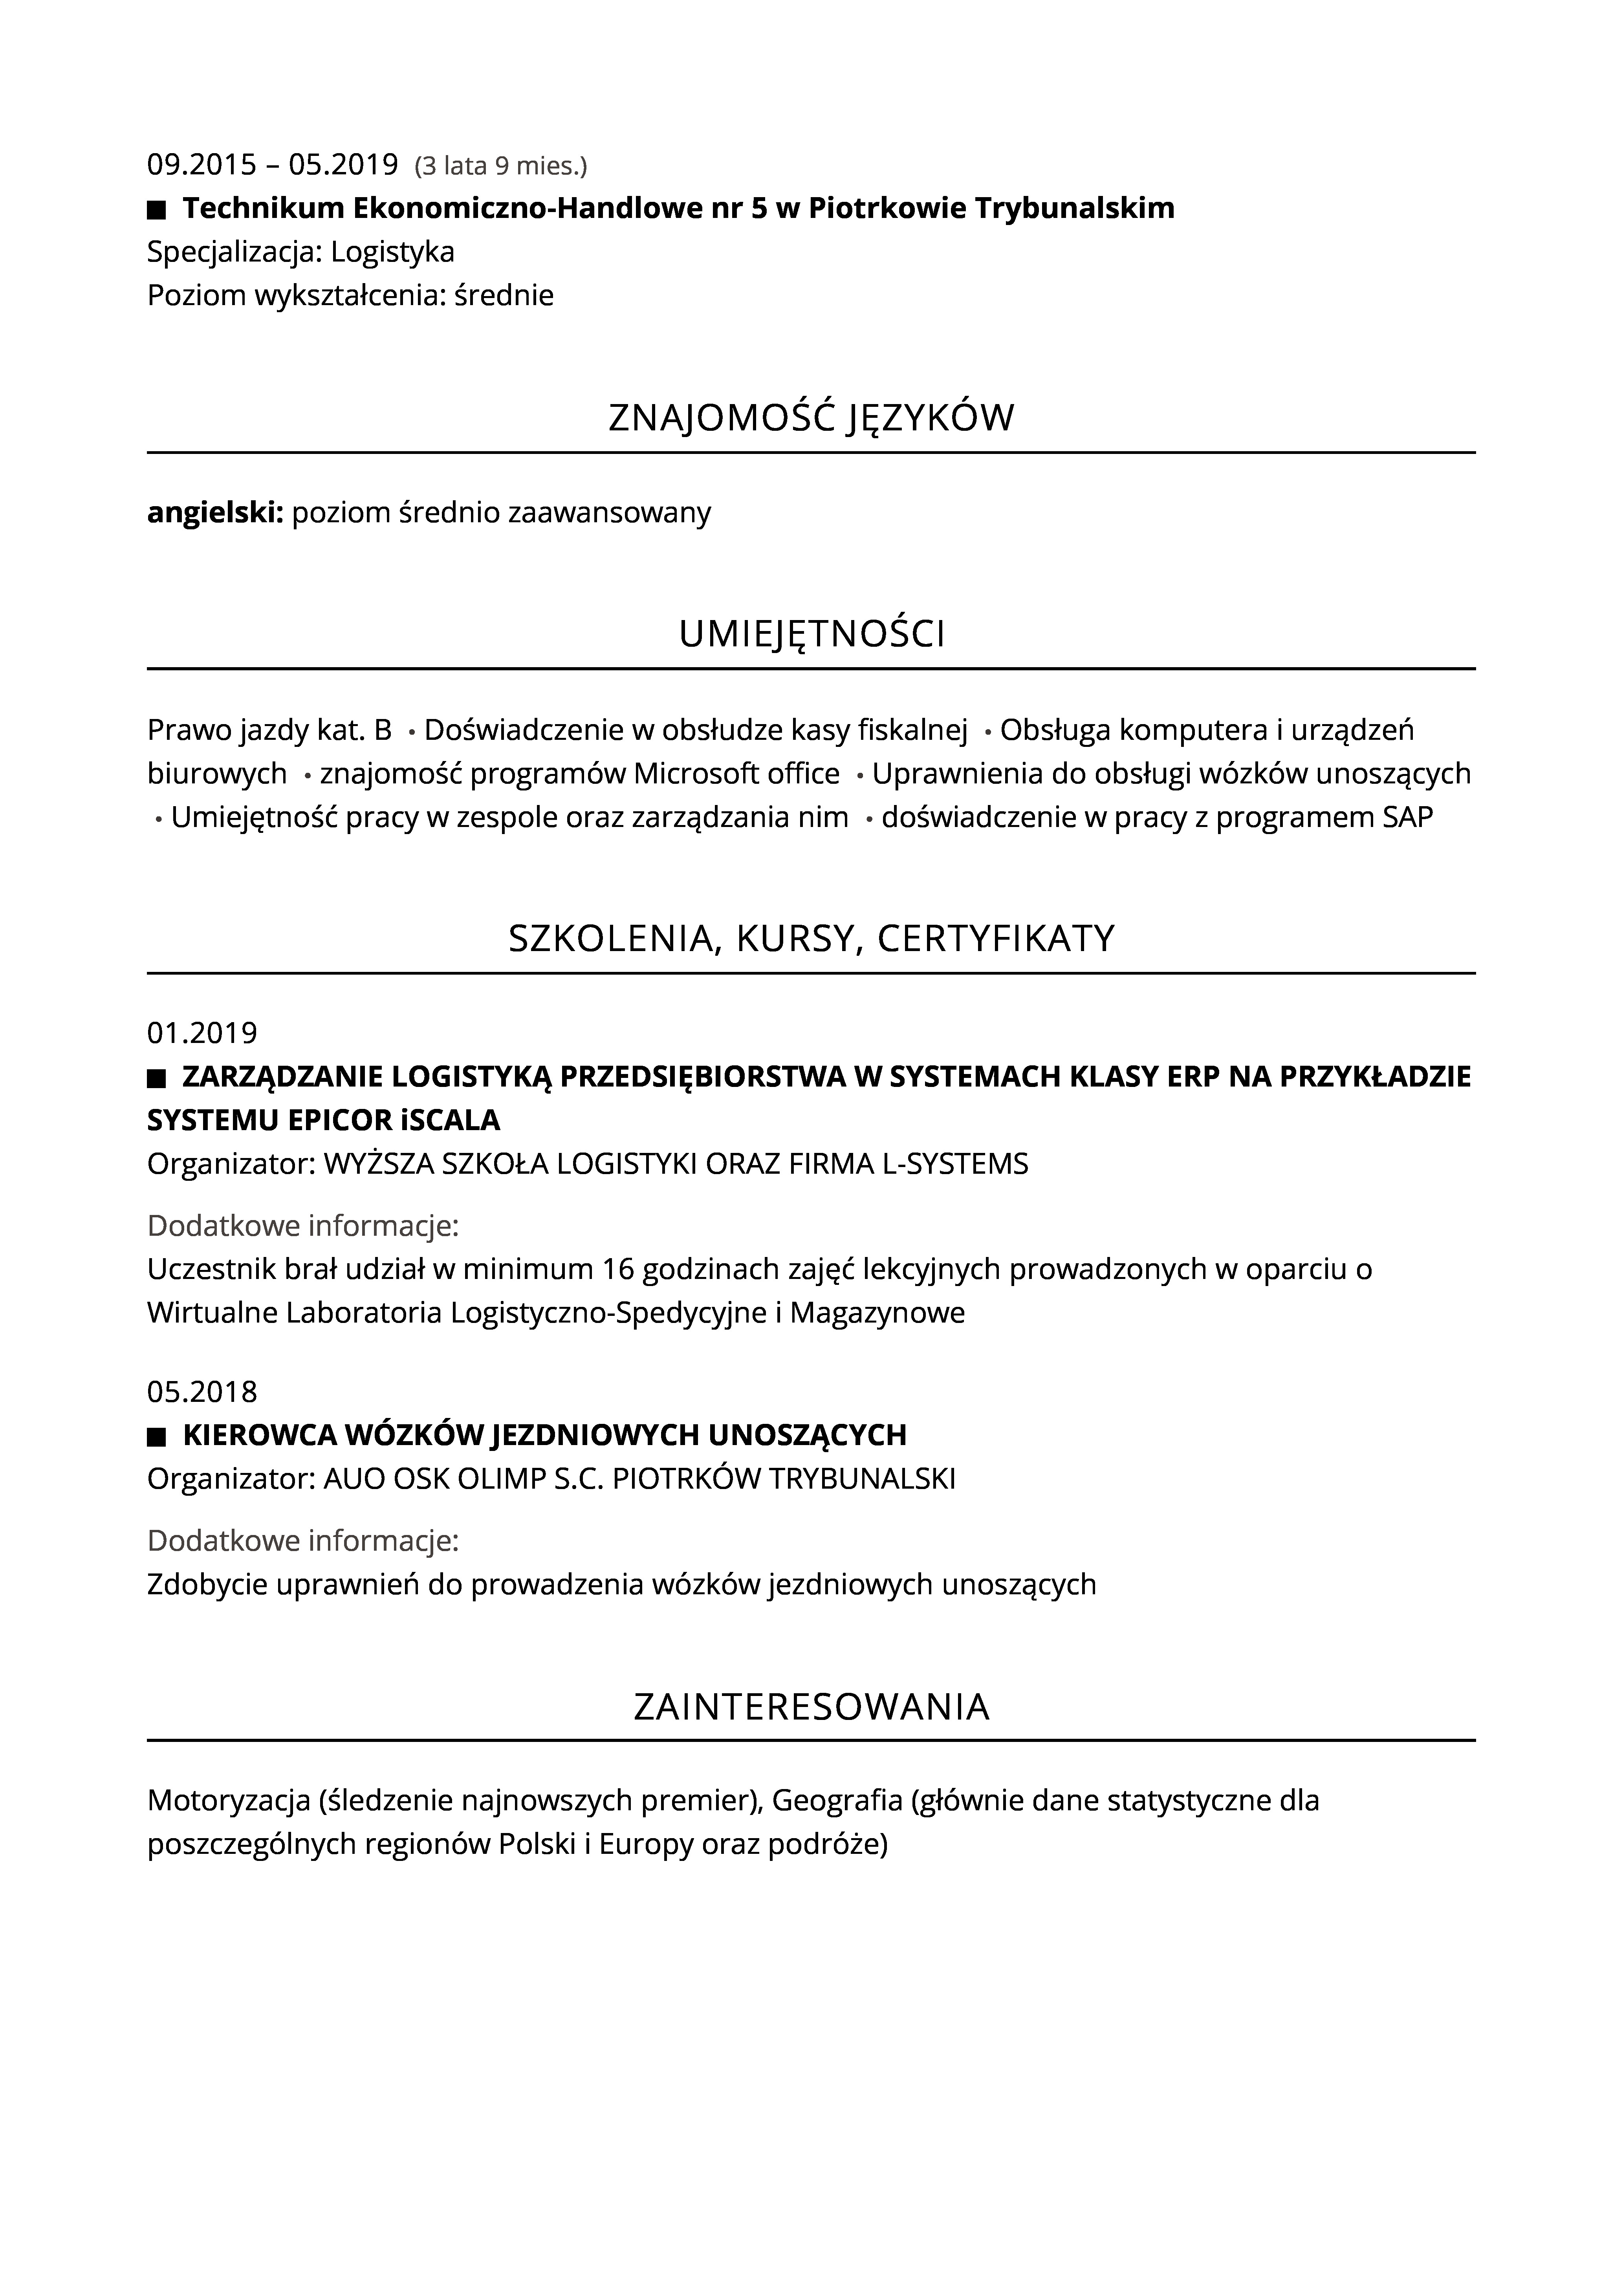 09.2015 – 05.2019 (3 lata 9 mies.)
■ Technikum Ekonomiczno-Handlowe nr 5 w Piotrkowie Trybunalskim
Specjalizacja: Logistyka
Poziom wykształcenia: średnie
ZNAJOMOŚĆ JĘZYKÓW
angielski: poziom średnio zaawansowany
UMIEJĘTNOŚCI
Prawo jazdy kat. B • Doświadczenie w obsłudze kasy fiskalnej • Obsługa komputera i urządzeń
biurowych • znajomość programów Microsoft office • Uprawnienia do obsługi wózków unoszących
• Umiejętność pracy w zespole oraz zarządzania nim • doświadczenie w pracy z programem SAP
SZKOLENIA, KURSY, CERTYFIKATY
01.2019
■ ZARZĄDZANIE LOGISTYKĄ PRZEDSIĘBIORSTWA W SYSTEMACH KLASY ERP NA PRZYKŁADZIE
SYSTEMU EPICOR iSCALA
Organizator: WYŻSZA SZKOŁA LOGISTYKI ORAZ FIRMA L-SYSTEMS
Dodatkowe informacje:
Uczestnik brał udział w minimum 16 godzinach zajęć lekcyjnych prowadzonych w oparciu o
Wirtualne Laboratoria Logistyczno-Spedycyjne i Magazynowe
05.2018
■ KIEROWCA WÓZKÓW JEZDNIOWYCH UNOSZĄCYCH
Organizator: AUO OSK OLIMP S.C. PIOTRKÓW TRYBUNALSKI
Dodatkowe informacje:
Zdobycie uprawnień do prowadzenia wózków jezdniowych unoszących
ZAINTERESOWANIA
Motoryzacja (śledzenie najnowszych premier), Geografia (głównie dane statystyczne dla
poszczególnych regionów Polski i Europy oraz podróże)